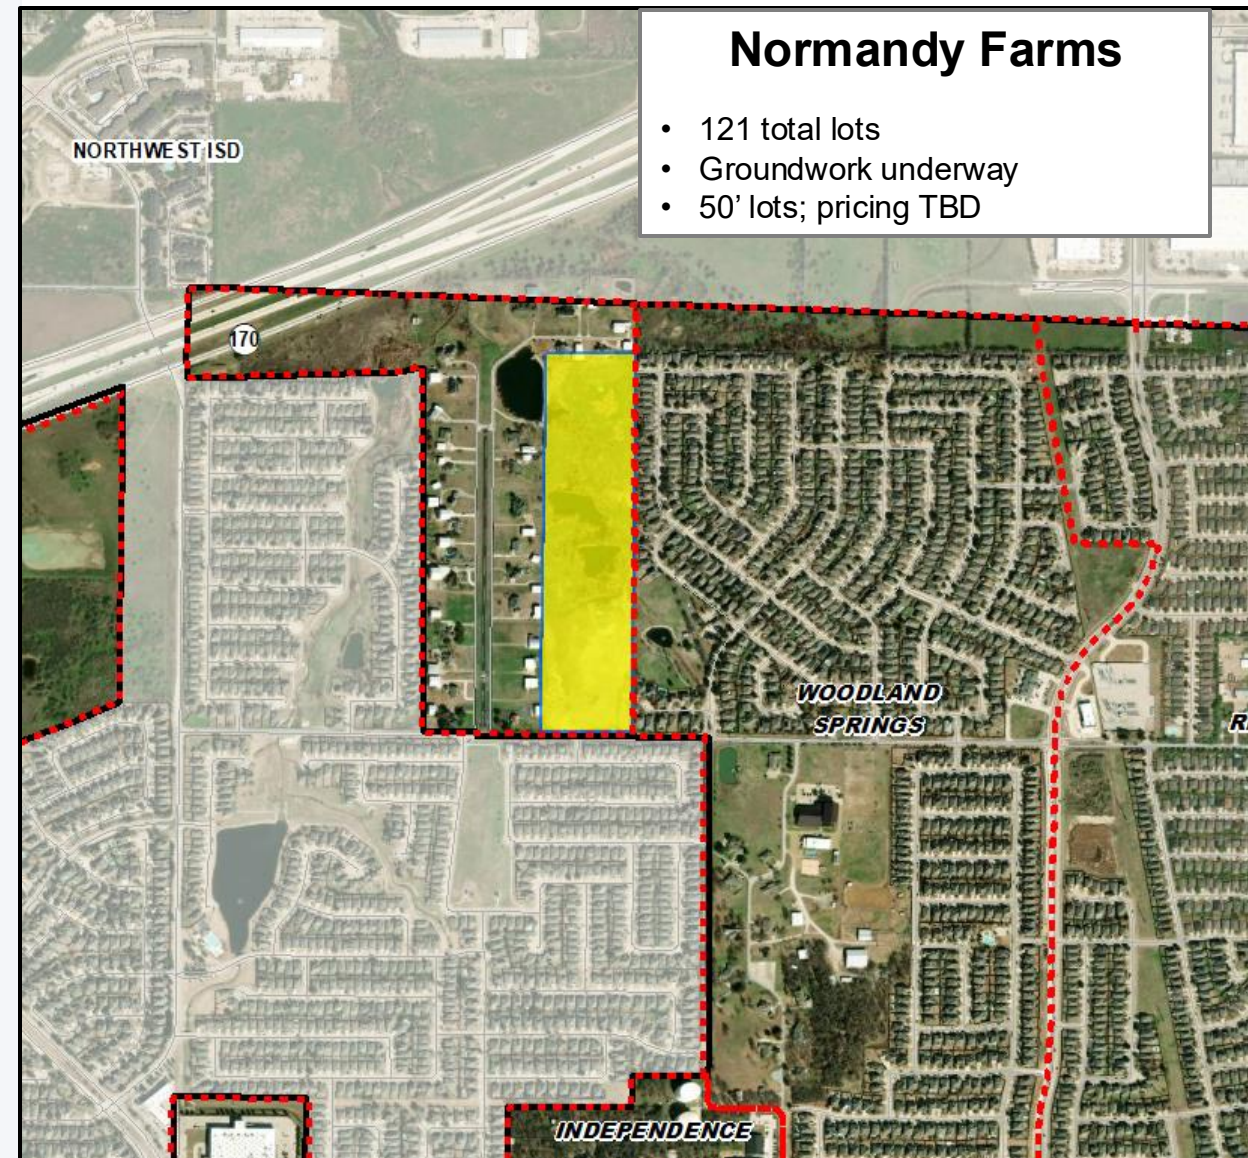 Normandy Farms
• 121 total lots
• Groundwork underway
• 50’ lots; pricing TBD
NORTHWEST ISD
170
WOODLAND
SPRINGS
INDEPENDENCE